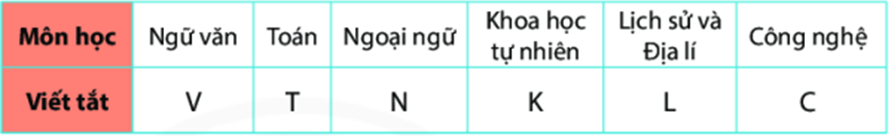 Môn học Ngữ văn Toán Ngoại ngữ Khoa học tự nhiên Lịch sử và Địa lí Công nghệ
Viết tắt V T N K L C